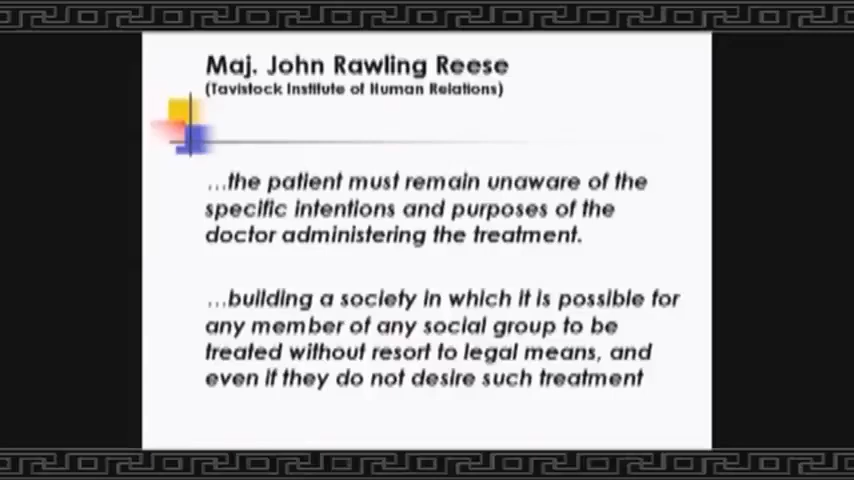 Maj. John Rawling Reese
(Tavistock Institute of Human Relations)
...the patient must remain unaware of the
specific intentions and purposes of the
doctor administering the treatment.
...building a society in which it is possible for
any member of any social group to be
treated without resort to legal means, and
even if they do not desire such treatment